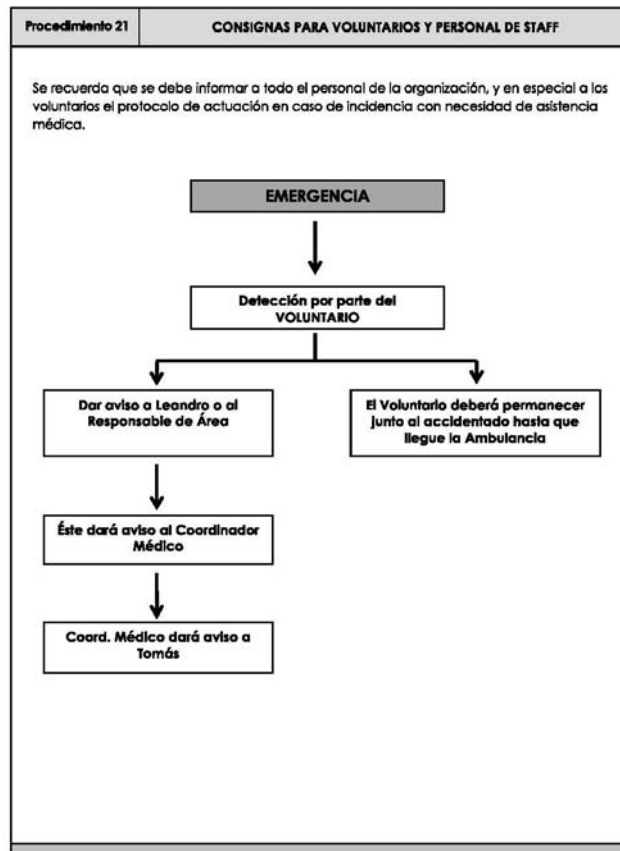 Procedimiento 21
CONSIGNAS PARA VOLUNTARIOS Y PERSONAL DE STAFF
Se recuerda que se debe informar a todo el personal de la organización, y en especial a los
voluntarios el protocolo de actuación en caso de incidencia con necesidad de asistencia
médica.
EMERGENCIA
Detección por parte del
VOLUNTARIO
Dar aviso a Leandro o al
Responsable de Área
El Voluntario deberá permanecer
junto al accidentado hasta que
llegue la Ambulancia
Éste dará aviso al Coordinador
Médico
Coord. Médico dará aviso a
Tomás